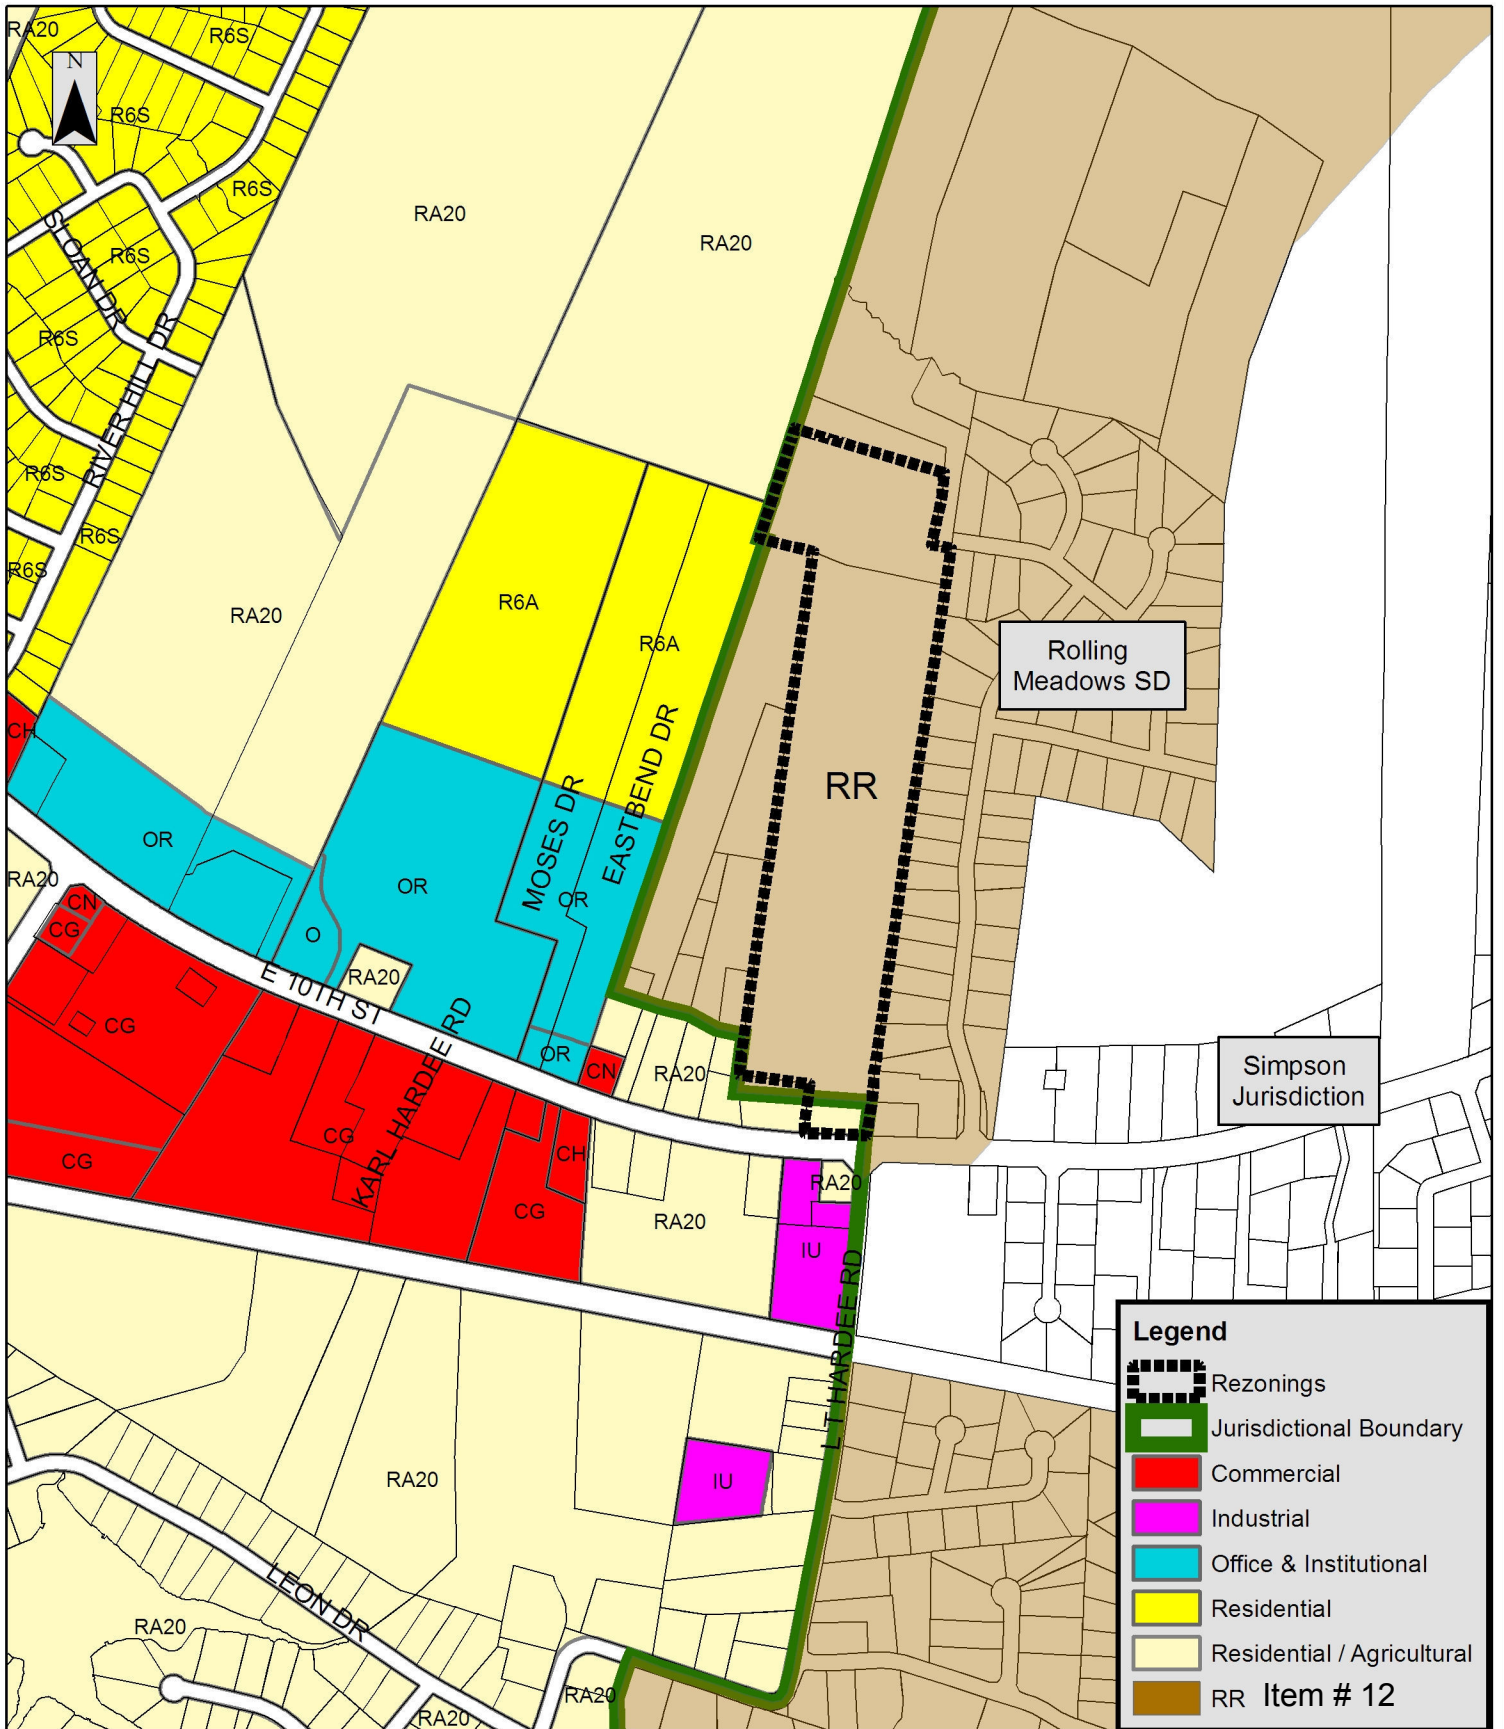 RA20
R6S
N
R6S
R6S
RA20
RA20
SLOAN DR
R6S
R6S
RIVER HILL DR
R6S
R6S
R6S
RA20
R6A
R6A
Rolling
Meadows SD
CH
RR
OR
MOSES DR
EASTBEND DR
RA20
OR
OR
CN
CG
O
RA20
E 10TH ST
CG
KARL HARDEE RD
OR
CN
RA20
Simpson
Jurisdiction
CG
CG
CH
RA20
CG
RA20
IU
L T HARDEE RD
RA20
IU
LEON DR
RA20
RA20
RA20
Legend
Rezonings
Jurisdictional Boundary
Commercial
Industrial
Office & Institutional
Residential
Residential / Agricultural
RR Item # 12